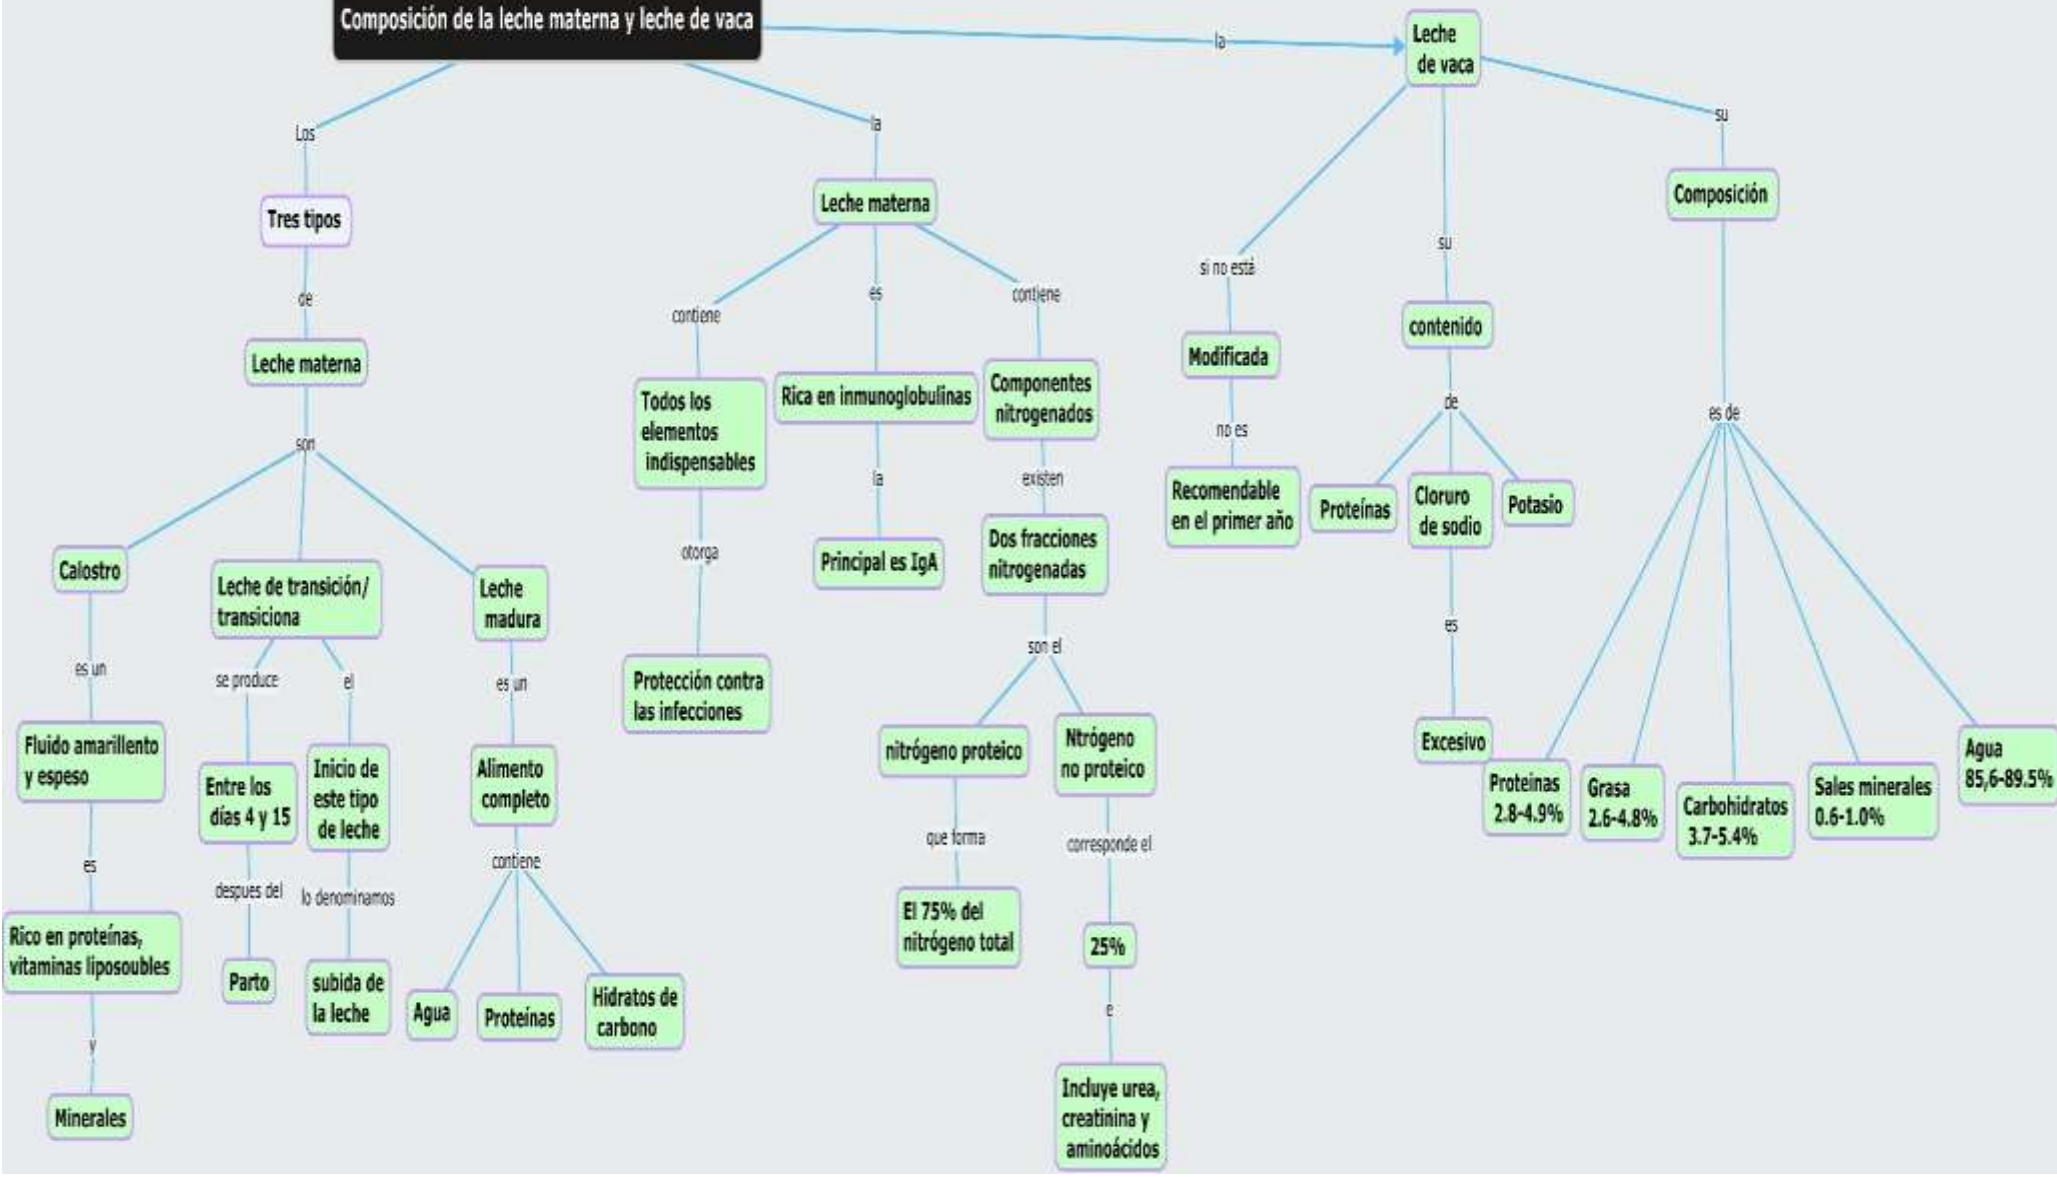 Composición de la leche materna y leche de vaca
la
Leche
de vaca
Los
la
su
Tres tipos
Leche materna
Composición
de
contiene
es
contiene
si no está
su
Leche materna
Todos los
elementos
indispensables
Rica en inmunoglobulinas
Componentes
nitrogenados
Modificada
contenido
es de
son
otorga
la
existen
no es
de
Calostro
Leche de transición/
transiciona
Leche
madura
Protección contra
las infecciones
Principal es IgA
Dos fracciones
nitrogenadas
Recomendable
en el primer año
Proteínas
Cloruro
de sodio
Potasio
es un
se produce
el
es un
son el
es
Fluido amarillento
y espeso
Entre los
días 4 y 15
Inicio de
este tipo
de leche
Alimento
completo
nitrógeno proteico
Ntrógeno
no proteico
Excesivo
Proteinas
2.8-4.9%
Grasa
2.6-4.8%
Carbohidratos
3.7-5.4%
Sales minerales
0.6-1.0%
Agua
85,6-89.5%
es
despues del
lo denominamos
contiene
que forma
corresponde el
Rico en proteínas,
vitaminas liposoubles
Parto
subida de
la leche
Agua
Proteínas
Hidratos de
carbono
El 75% del
nitrógeno total
25%
y
e
Minerales
Incluye urea,
creatinina y
aminoácidos